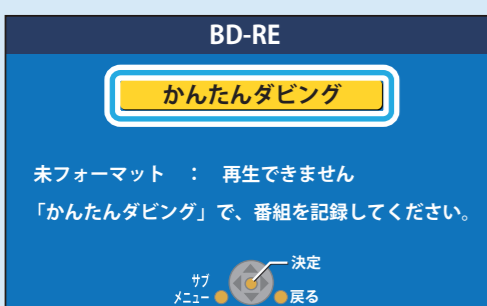 BD-RE
かんたんダビング
未フォーマット ： 再生できません
「かんたんダビング」で、番組を記録してください。
決定
サブ
メニュー
戻る